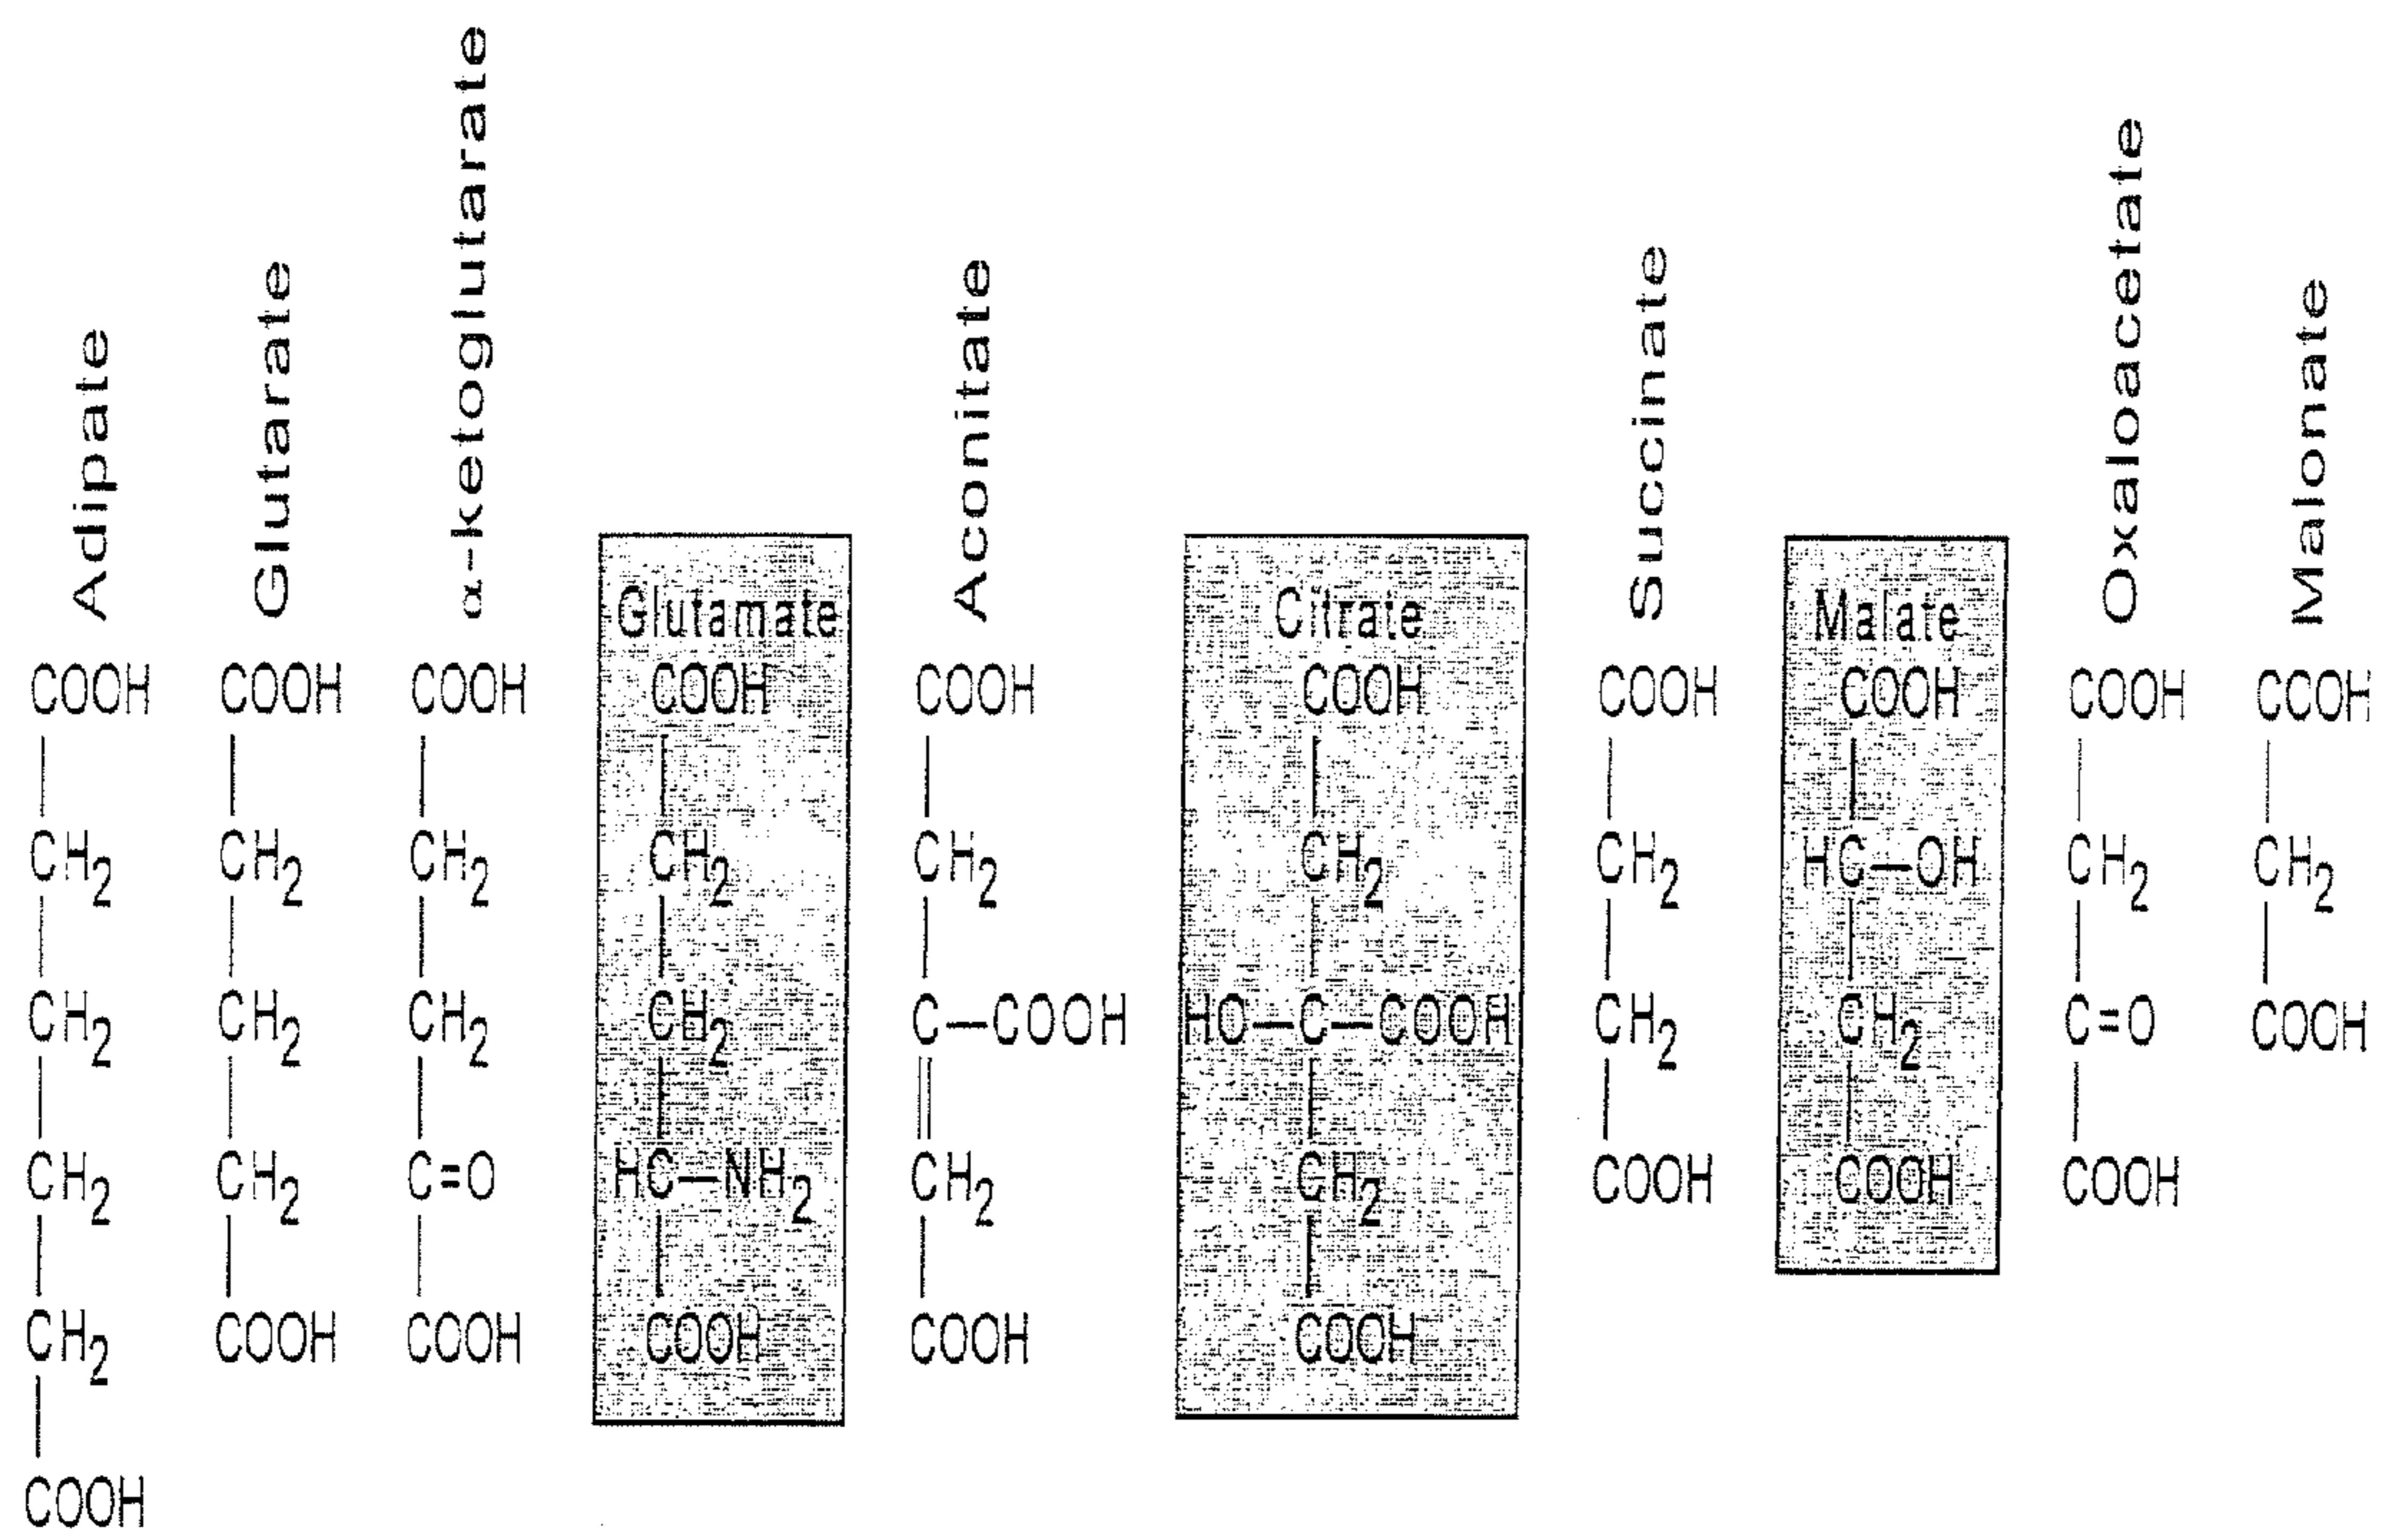 Adipate
COOH
CH2
CH2
CH2
CH2
COOH
Glutarate
COOH
CH2
CH2
CH2
COOH
α-ketoglutarate
COOH
CH2
CH2
C=O
COOH
Glutamate
COOH
CH2
CH2
HC—NH2
COOH
Aconitate
COOH
CH2
C—COOH
CH2
COOH
Citrate
COOH
CH2
HO—C—COOH
CH2
COOH
Succinate
COOH
CH2
CH2
COOH
Malate
COOH
HC—OH
CH2
COOH
Oxaloacetate
COOH
CH2
C=O
COOH
Malonate
COOH
CH2
COOH